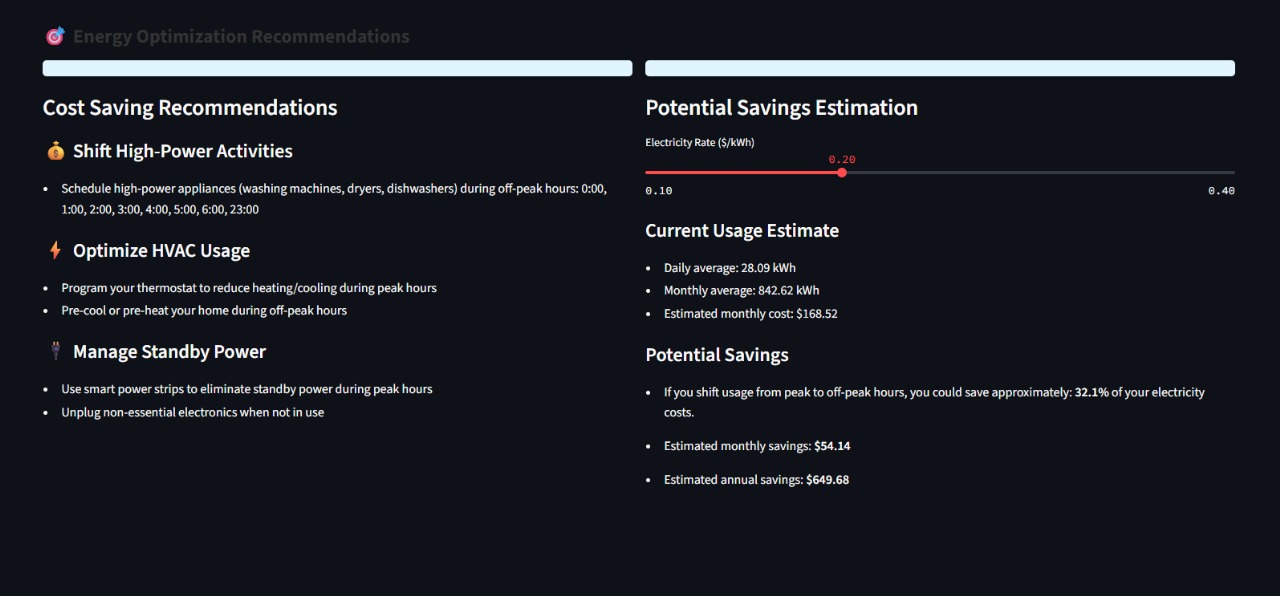 Energy Optimization Recommendations
Cost Saving Recommendations
Shift High-Power Activities
• Schedule high-power appliances (washing machines, dryers, dishwashers) during off-peak hours: 0:00,
1:00, 2:00, 3:00, 4:00, 5:00, 6:00, 23:00
Optimize HVAC Usage
• Program your thermostat to reduce heating/cooling during peak hours
• Pre-cool or pre-heat your home during off-peak hours
Manage Standby Power
• Use smart power strips to eliminate standby power during peak hours
• Unplug non-essential electronics when not in use
Potential Savings Estimation
Electricity Rate ($/kWh)
0.20
0.10 0.40
Current Usage Estimate
• Daily average: 28.09 kWh
• Monthly average: 842.62 kWh
• Estimated monthly cost: $168.52
Potential Savings
• If you shift usage from peak to off-peak hours, you could save approximately: 32.1% of your electricity
costs.
• Estimated monthly savings: $54.14
• Estimated annual savings: $649.68